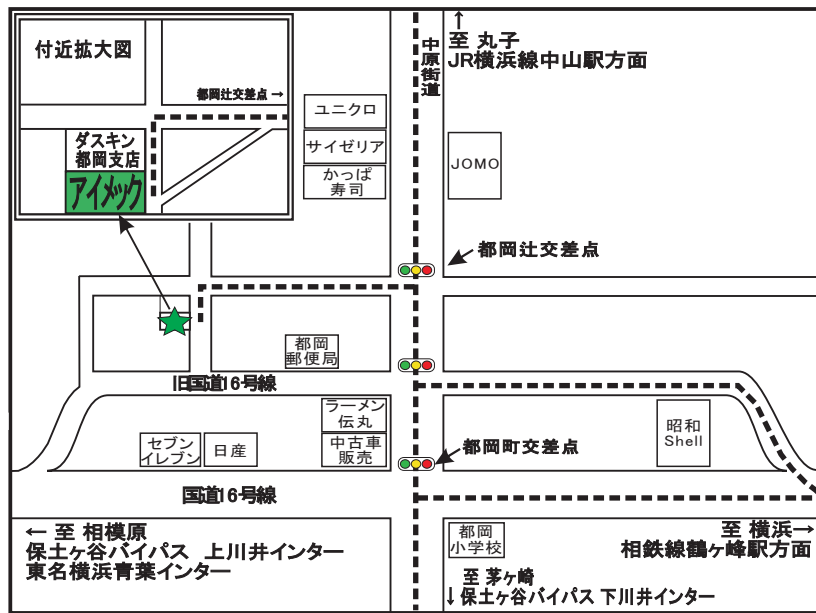 付近拡大図
都岡辻交差点 →
ダスキン
都岡支店
アイメック
ユニクロ
サイゼリア
かっぱ
寿司
中原街道
↑
至 丸子
JR横浜線中山駅方面
JOMO
都岡辻交差点
都岡
郵便局
旧国道16号線
ラーメン
伝丸
中古車
販売
セブン
イレブン
日産
都岡町交差点
昭和
Shell
国道16号線
← 至 相模原
保土ヶ谷バイパス 上川井インター
東名横浜青葉インター
都岡
小学校
至 横浜→
相鉄線鶴ヶ峰駅方面
至 茅ヶ崎
↓保土ヶ谷バイパス 下川井インター